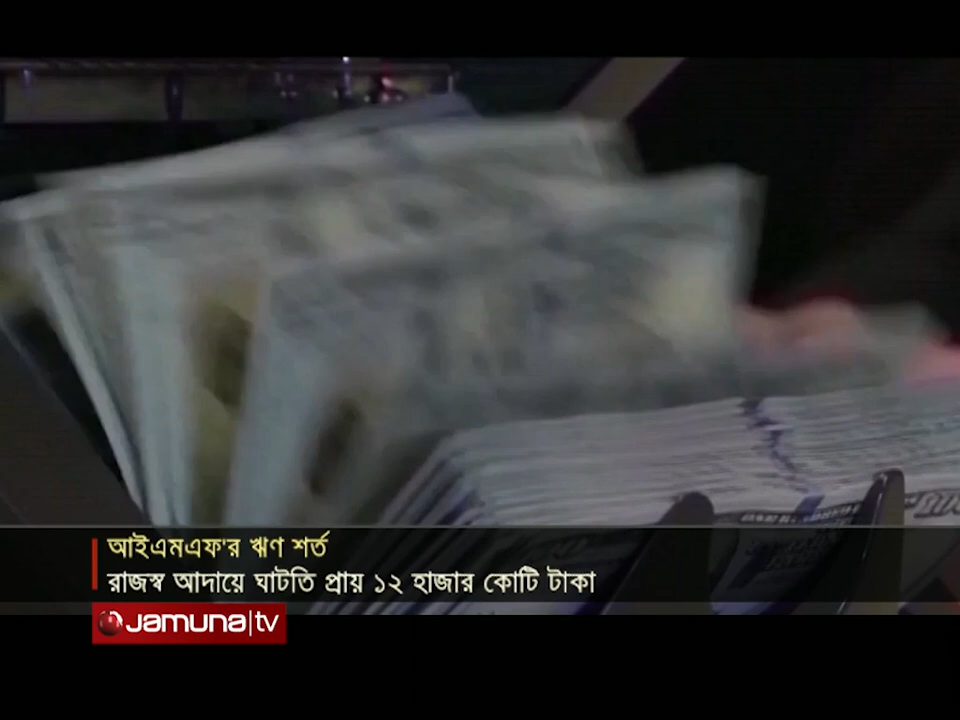 আইএমএফ'র ঋণ শর্ত
রাজস্ব আদায়ে ঘাটতি প্রায় ১২ হাজার কোটি টাকা
Jamuna|tv